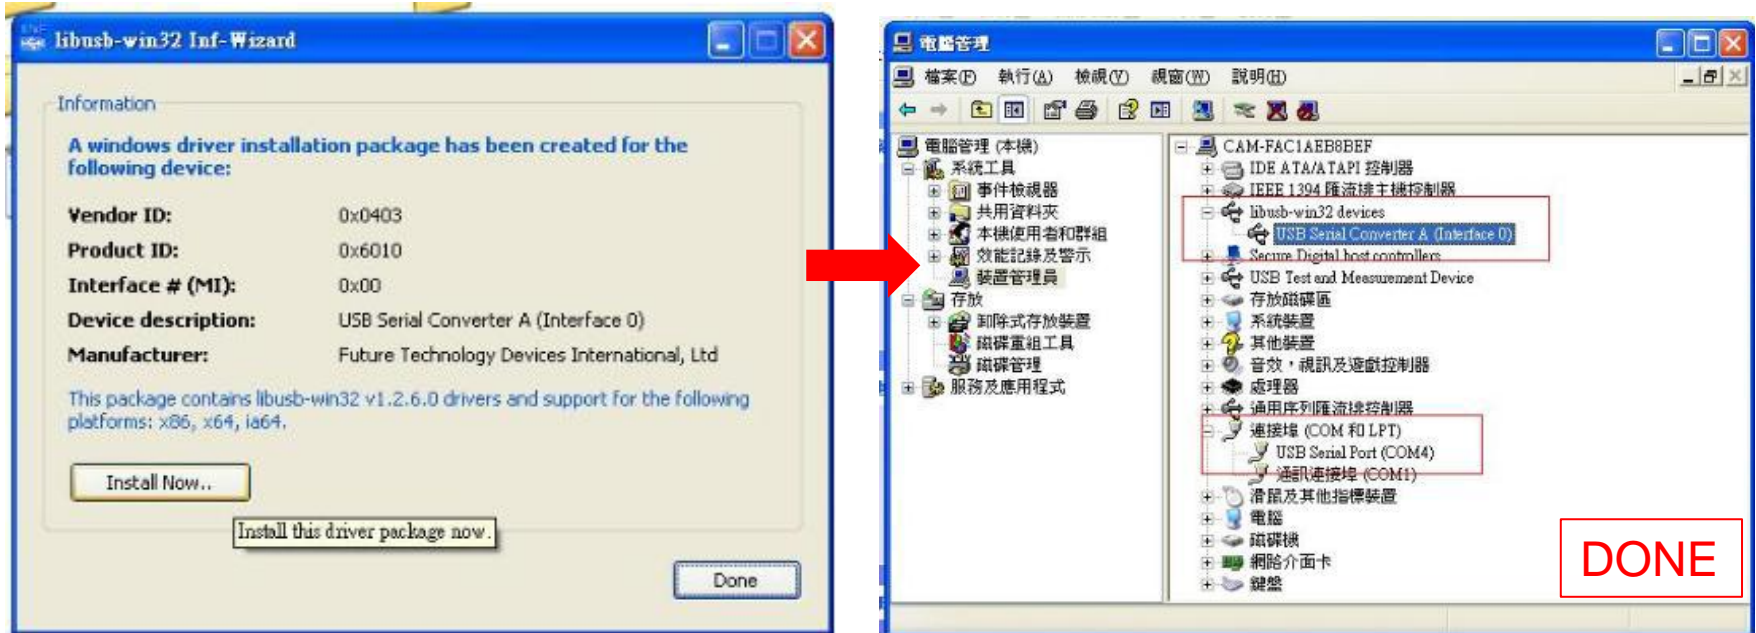 libusb-win32 Inf-Wizard
Information
A windows driver installation package has been created for the
following device:
Vendor ID: 0x0403
Product ID: 0x6010
Interface # (MI): 0x00
Device description: USB Serial Converter A (Interface 0)
Manufacturer: Future Technology Devices International, Ltd
This package contains libusb-win32 v1.2.6.0 drivers and support for the following
platforms: x86, x64, ia64.
Install Now..
Install this driver package now.
Done
電腦管理
檔案(F) 執行(A) 檢視(V) 視窗(W) 說明(H)
電腦管理 (本機)
系統工具
事件檢視器
共用資料夾
本機使用者和群組
效能記錄及警示
裝置管理員
存放
卸除式存放裝置
磁碟重組工具
磁碟管理
服務及應用程式
CAM-FAC1AEB8BEF
IDE ATA/ATAPI 控制器
IEEE 1394 匯流排主機控制器
libusb-win32 devices
USB Serial Converter A (Interface 0)
Secure Digital host controllers
USB Test and Measurement Device
存放磁碟區
系統裝置
其他裝置
音效，視訊及遊戲控制器
處理器
通用序列匯流排控制器
連接埠 (COM 和 LPT)
USB Serial Port (COM4)
通訊連接埠 (COM1)
滑鼠及其他指標裝置
電腦
磁碟機
網路介面卡
鍵盤
DONE